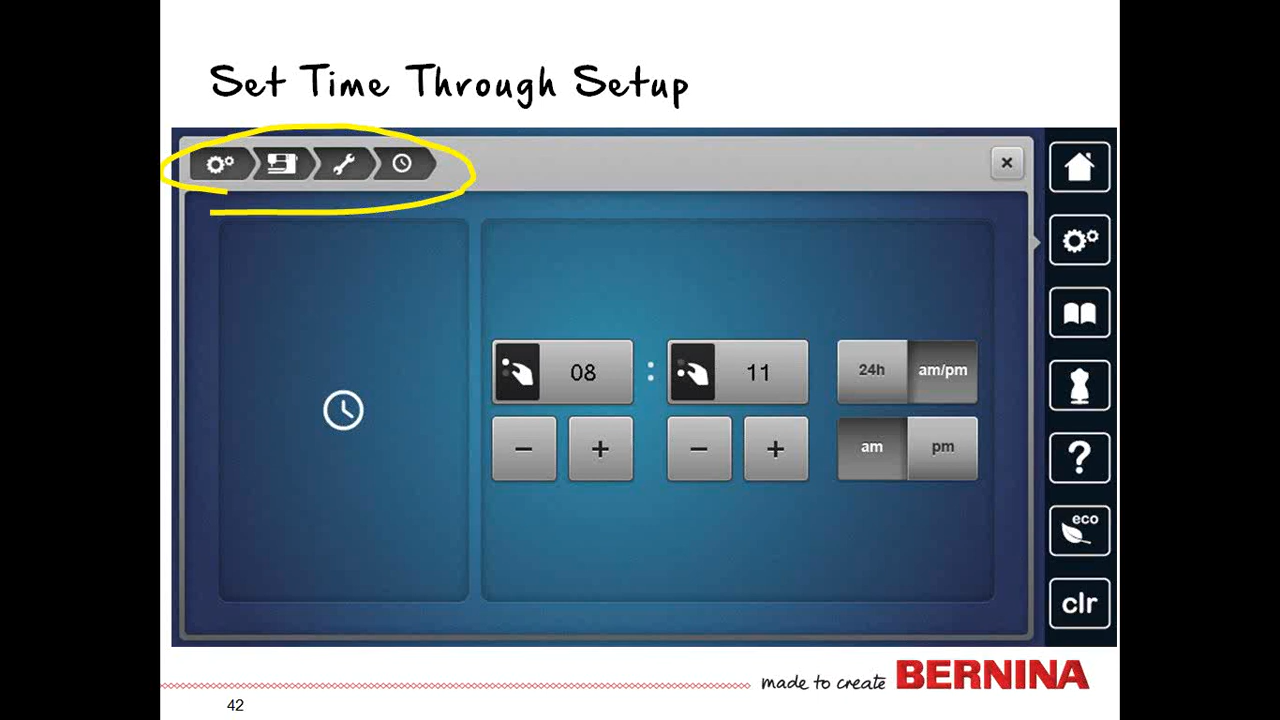 Set Time Through Setup
08 : 11 24h am/pm
− + − + am pm
?
eco
clr
made to create BERNINA
42